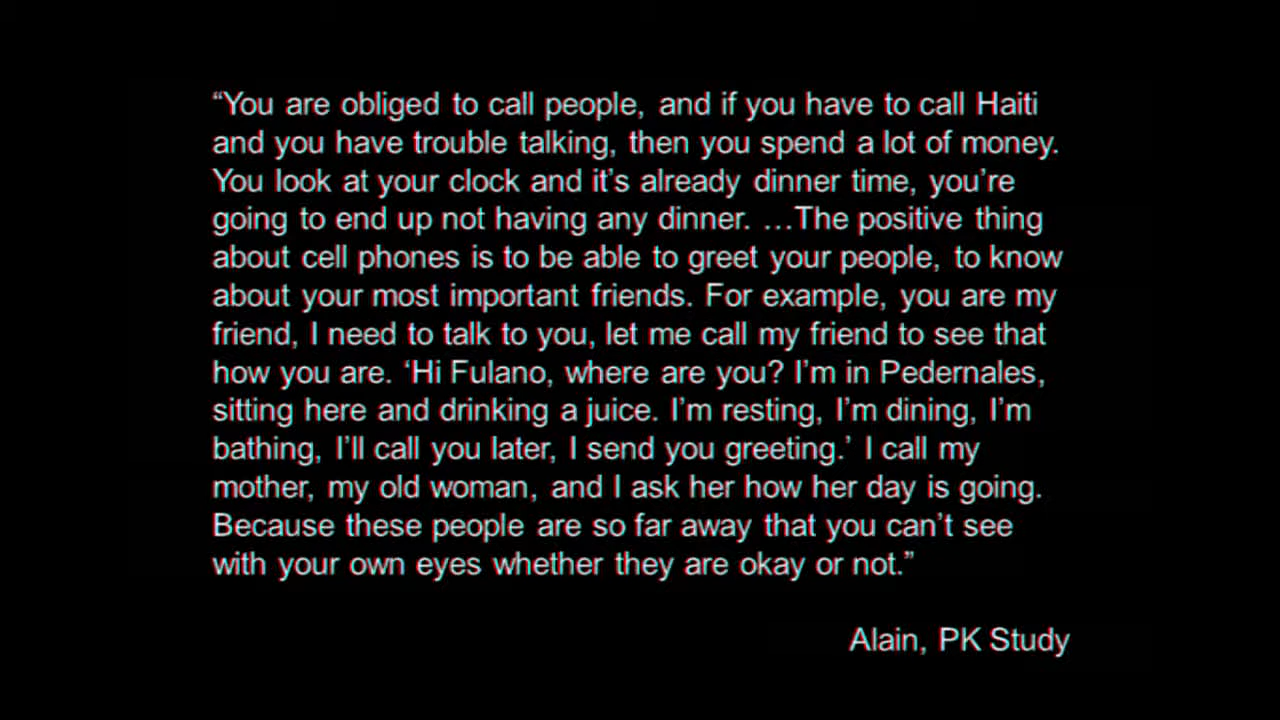 “You are obliged to call people, and if you have to call Haiti
and you have trouble talking, then you spend a lot of money.
You look at your clock and it’s already dinner time, you’re
going to end up not having any dinner. …The positive thing
about cell phones is to be able to greet your people, to know
about your most important friends. For example, you are my
friend, I need to talk to you, let me call my friend to see that
how you are. ‘Hi Fulano, where are you? I’m in Pedernales,
sitting here and drinking a juice. I’m resting, I’m dining, I’m
bathing, I’ll call you later, I send you greeting.’ I call my
mother, my old woman, and I ask her how her day is going.
Because these people are so far away that you can’t see
with your own eyes whether they are okay or not.”
Alain, PK Study